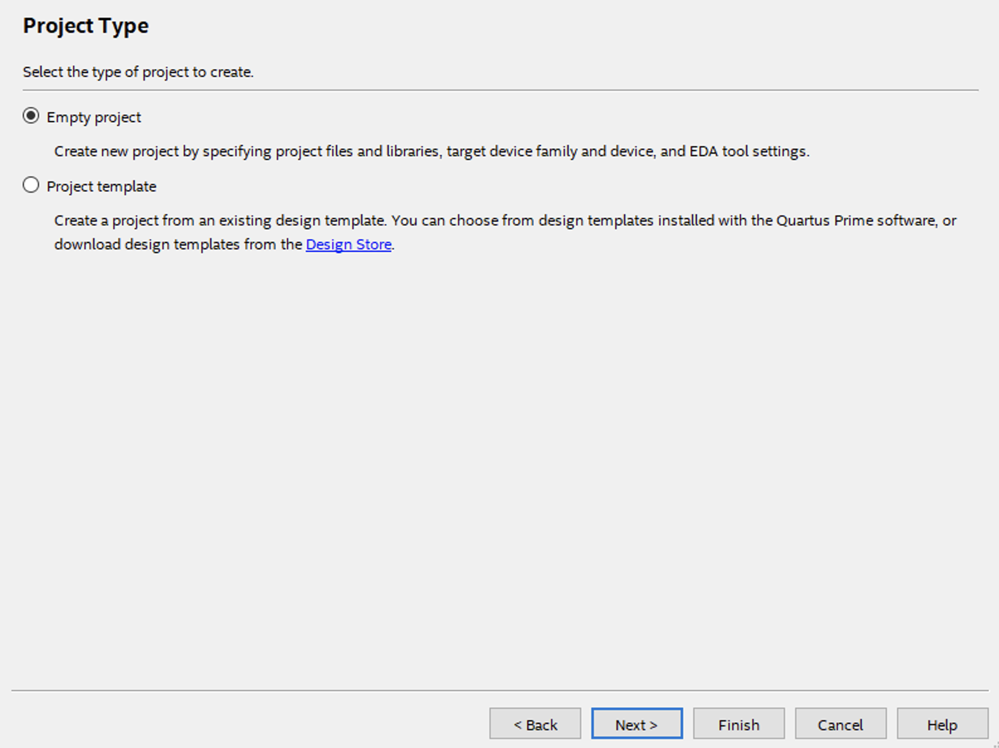 Project Type
Select the type of project to create.
Empty project
Create new project by specifying project files and libraries, target device family and device, and EDA tool settings.
Project template
Create a project from an existing design template. You can choose from design templates installed with the Quartus Prime software, or
download design templates from the Design Store.
< Back Next > Finish Cancel Help